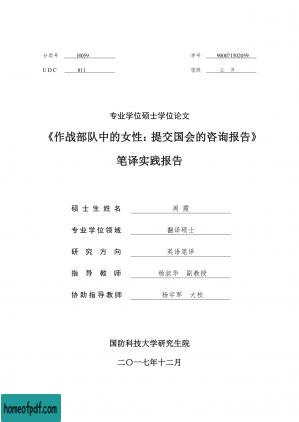 分类号 H059 学号 900071502059
UDC 811 密级 公 开
专业学位硕士学位论文
《作战部队中的女性：提交国会的咨询报告》
笔译实践报告
硕士生姓名 周 霞
专业学位领域 翻译硕士
研究方向 英语笔译
指导教师 杨淑华 副教授
协助指导教师 杨宇军 大校
国防科技大学研究生院
二〇一七年十二月
homeofpdf.com